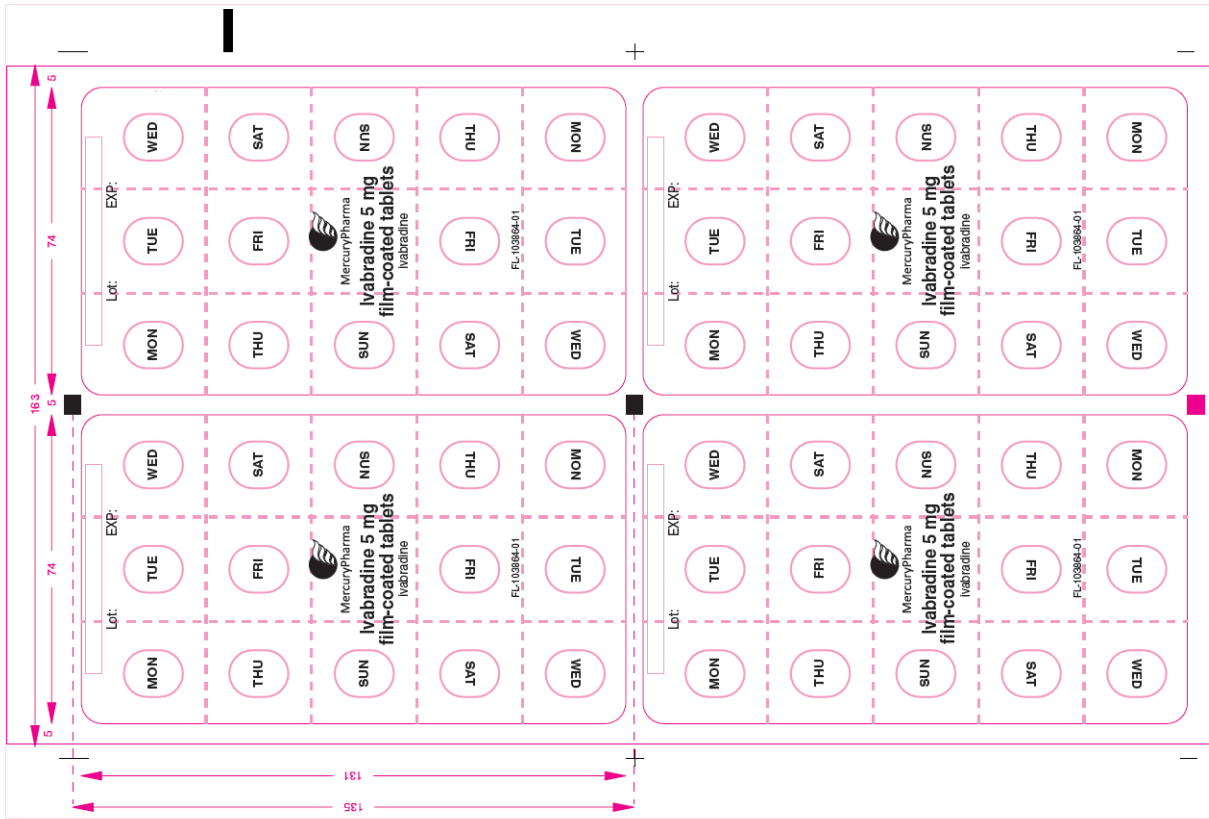 163
5
74
5
74
5
Lot: EXP:
MON TUE WED
THU FRI SAT
MercuryPharma
SUN SUN
Ivabradine 5 mg
film-coated tablets
ivabradine
SAT FRI THU
FL-103864-01
WED TUE MON
Lot: EXP:
MON TUE WED
THU FRI SAT
MercuryPharma
SUN SUN
Ivabradine 5 mg
film-coated tablets
ivabradine
SAT FRI THU
FL-103864-01
WED TUE MON
Lot: EXP:
MON TUE WED
THU FRI SAT
MercuryPharma
SUN SUN
Ivabradine 5 mg
film-coated tablets
ivabradine
SAT FRI THU
FL-103864-01
WED TUE MON
Lot: EXP:
MON TUE WED
THU FRI SAT
MercuryPharma
SUN SUN
Ivabradine 5 mg
film-coated tablets
ivabradine
SAT FRI THU
FL-103864-01
WED TUE MON
131
135